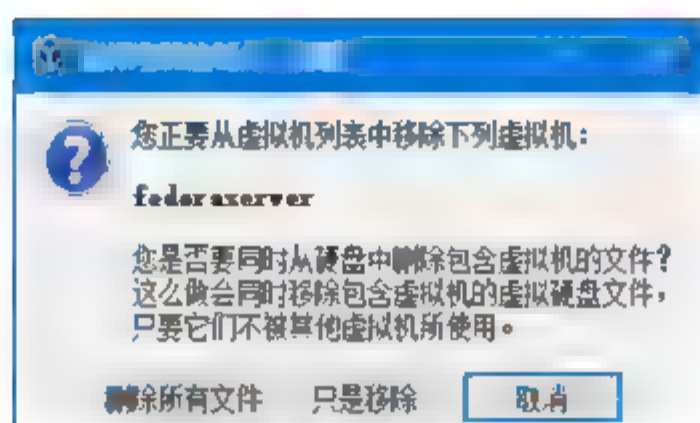 您正要从虚拟机列表中移除下列虚拟机：
fedoraxerver
您是否要同时从硬盘中删除包含虚拟机的文件？
这么做会同时移除包含虚拟机的虚拟硬盘文件，
只要它们不被其他虚拟机所使用。
删除所有文件 只是移除 取消